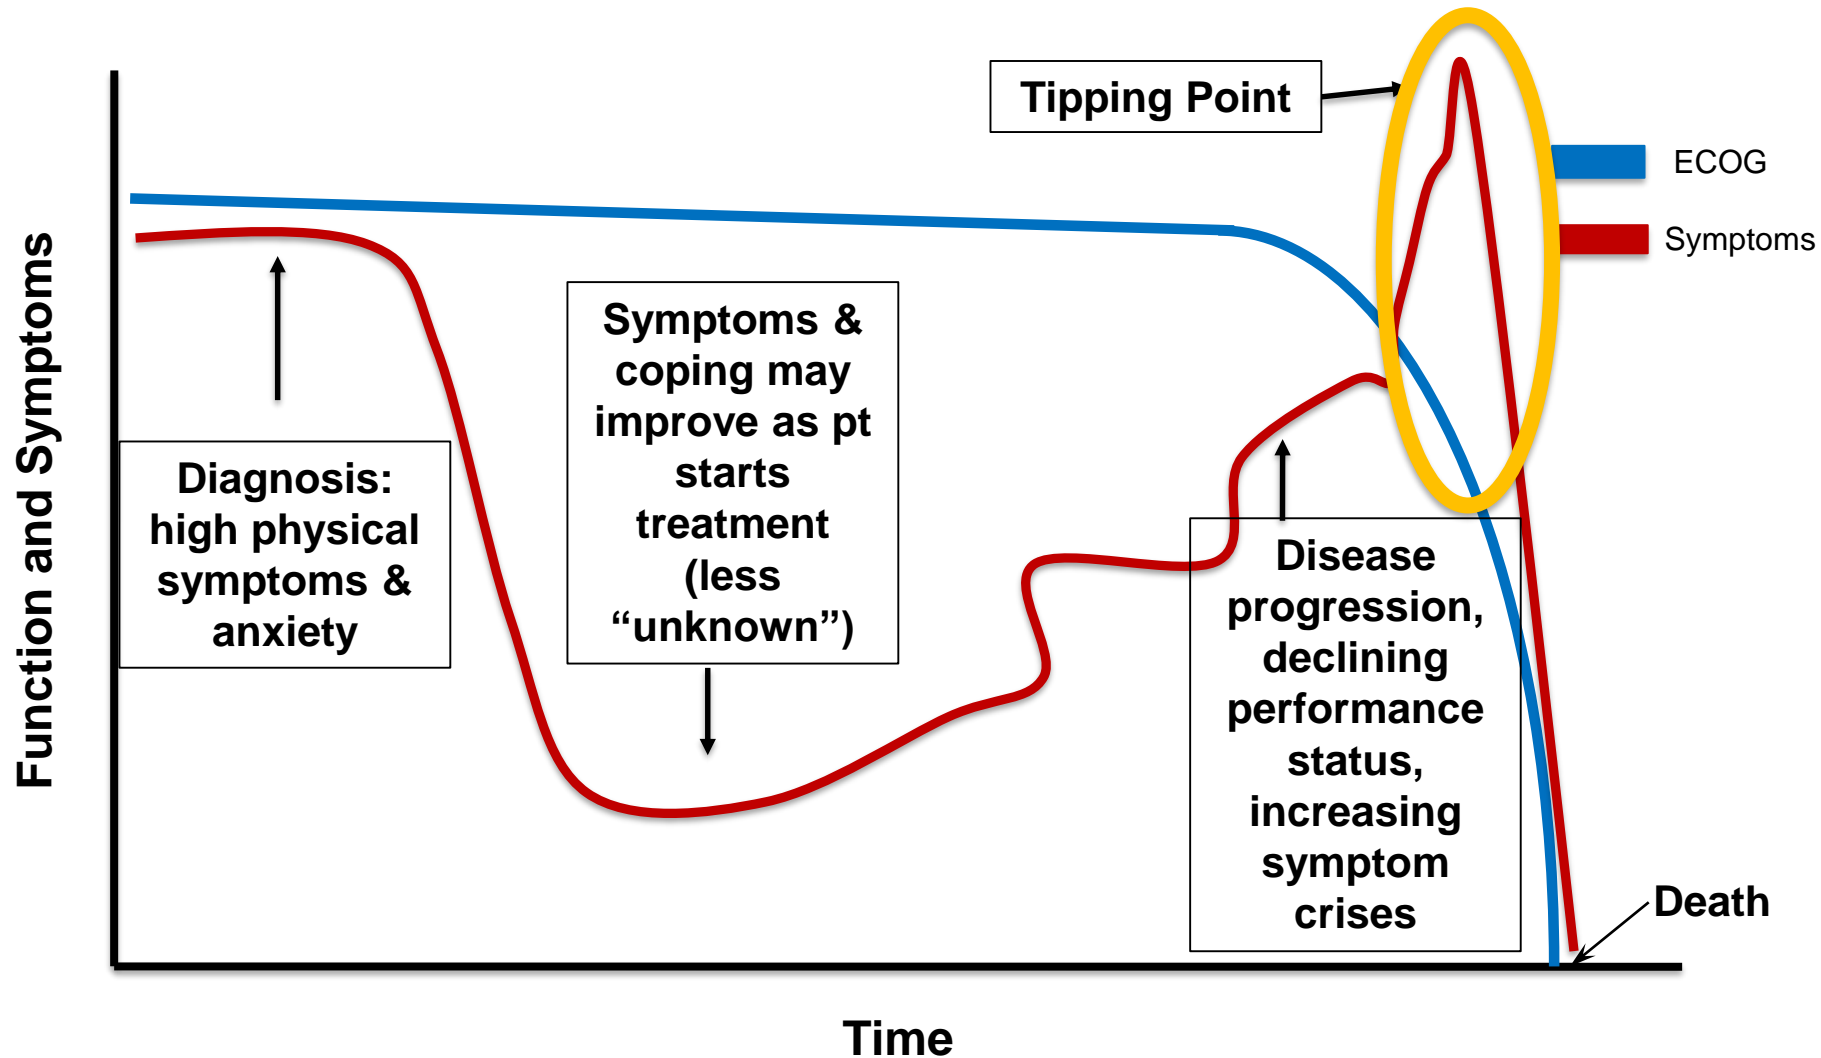 Tipping Point
ECOG
Symptoms
Function and Symptoms
Diagnosis:
high physical
symptoms &
anxiety
Symptoms &
coping may
improve as pt
starts
treatment
(less
“unknown”)
Disease
progression,
declining
performance
status,
increasing
symptom
crises
Death
Time